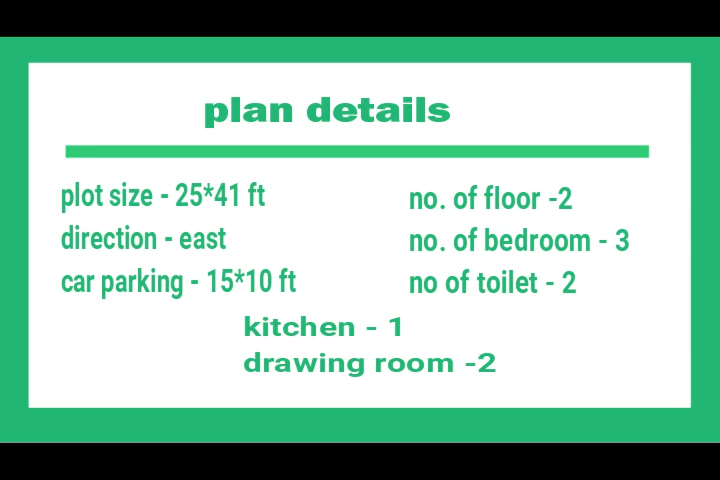 plan details
plot size - 25*41 ft
direction - east
car parking - 15*10 ft
no. of floor -2
no. of bedroom - 3
no of toilet - 2
kitchen - 1
drawing room -2